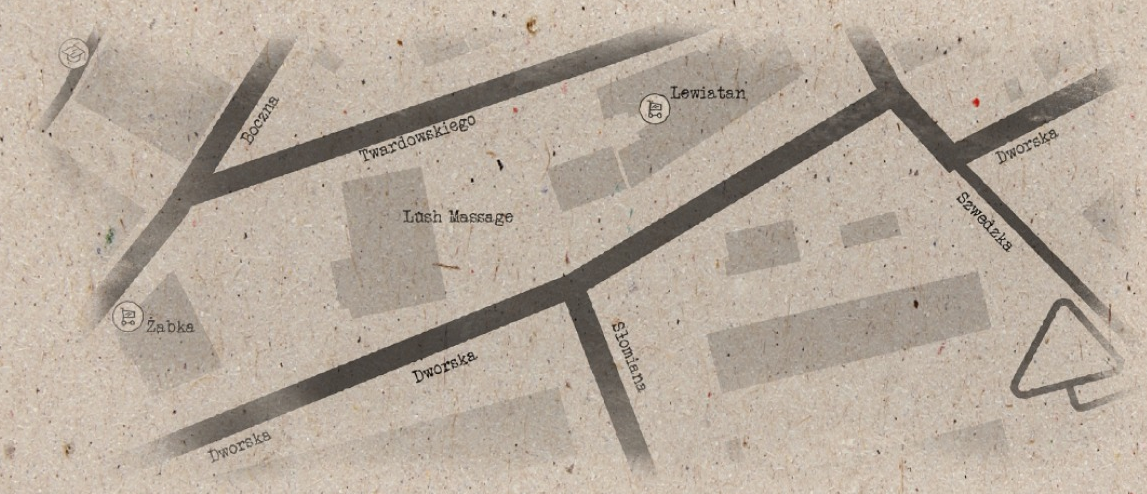 Boczna
Twardowskiego
Lewiatan
Dworska
Szwedzka
Lush Massage
Żabka
Dworska
Słomiana
Dworska